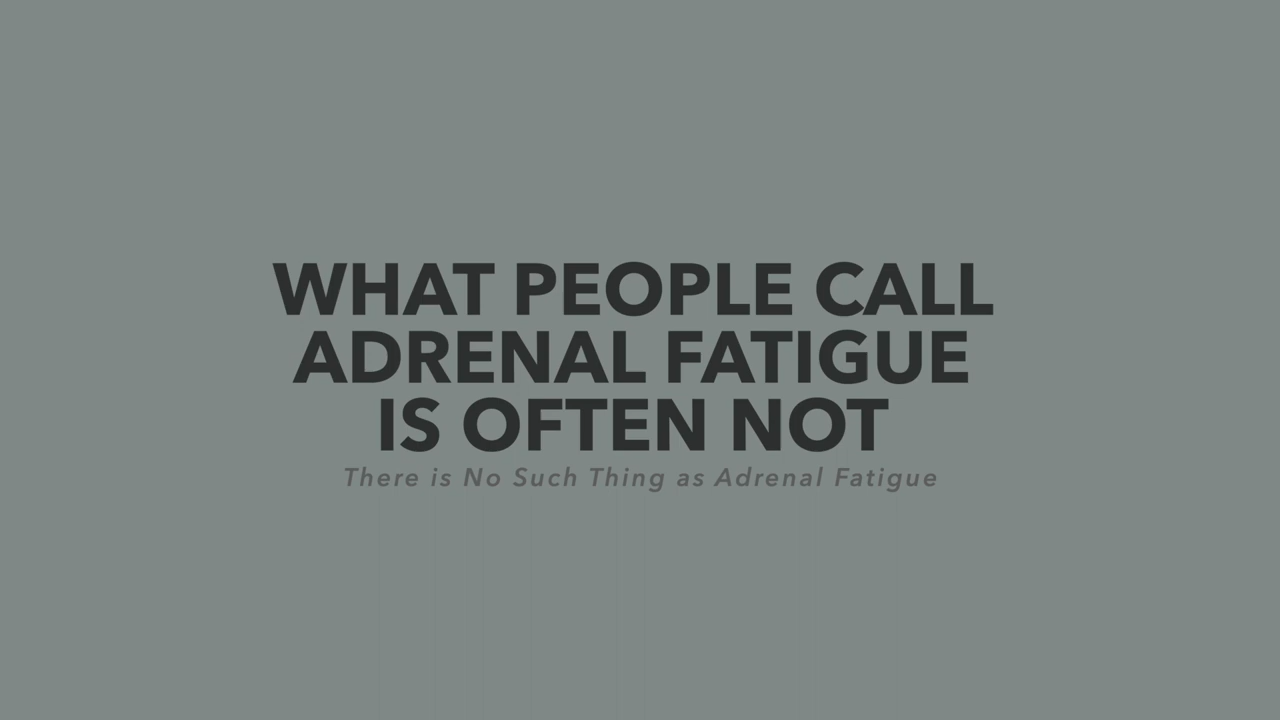 WHAT PEOPLE CALL
ADRENAL FATIGUE
IS OFTEN NOT
There is No Such Thing as Adrenal Fatigue